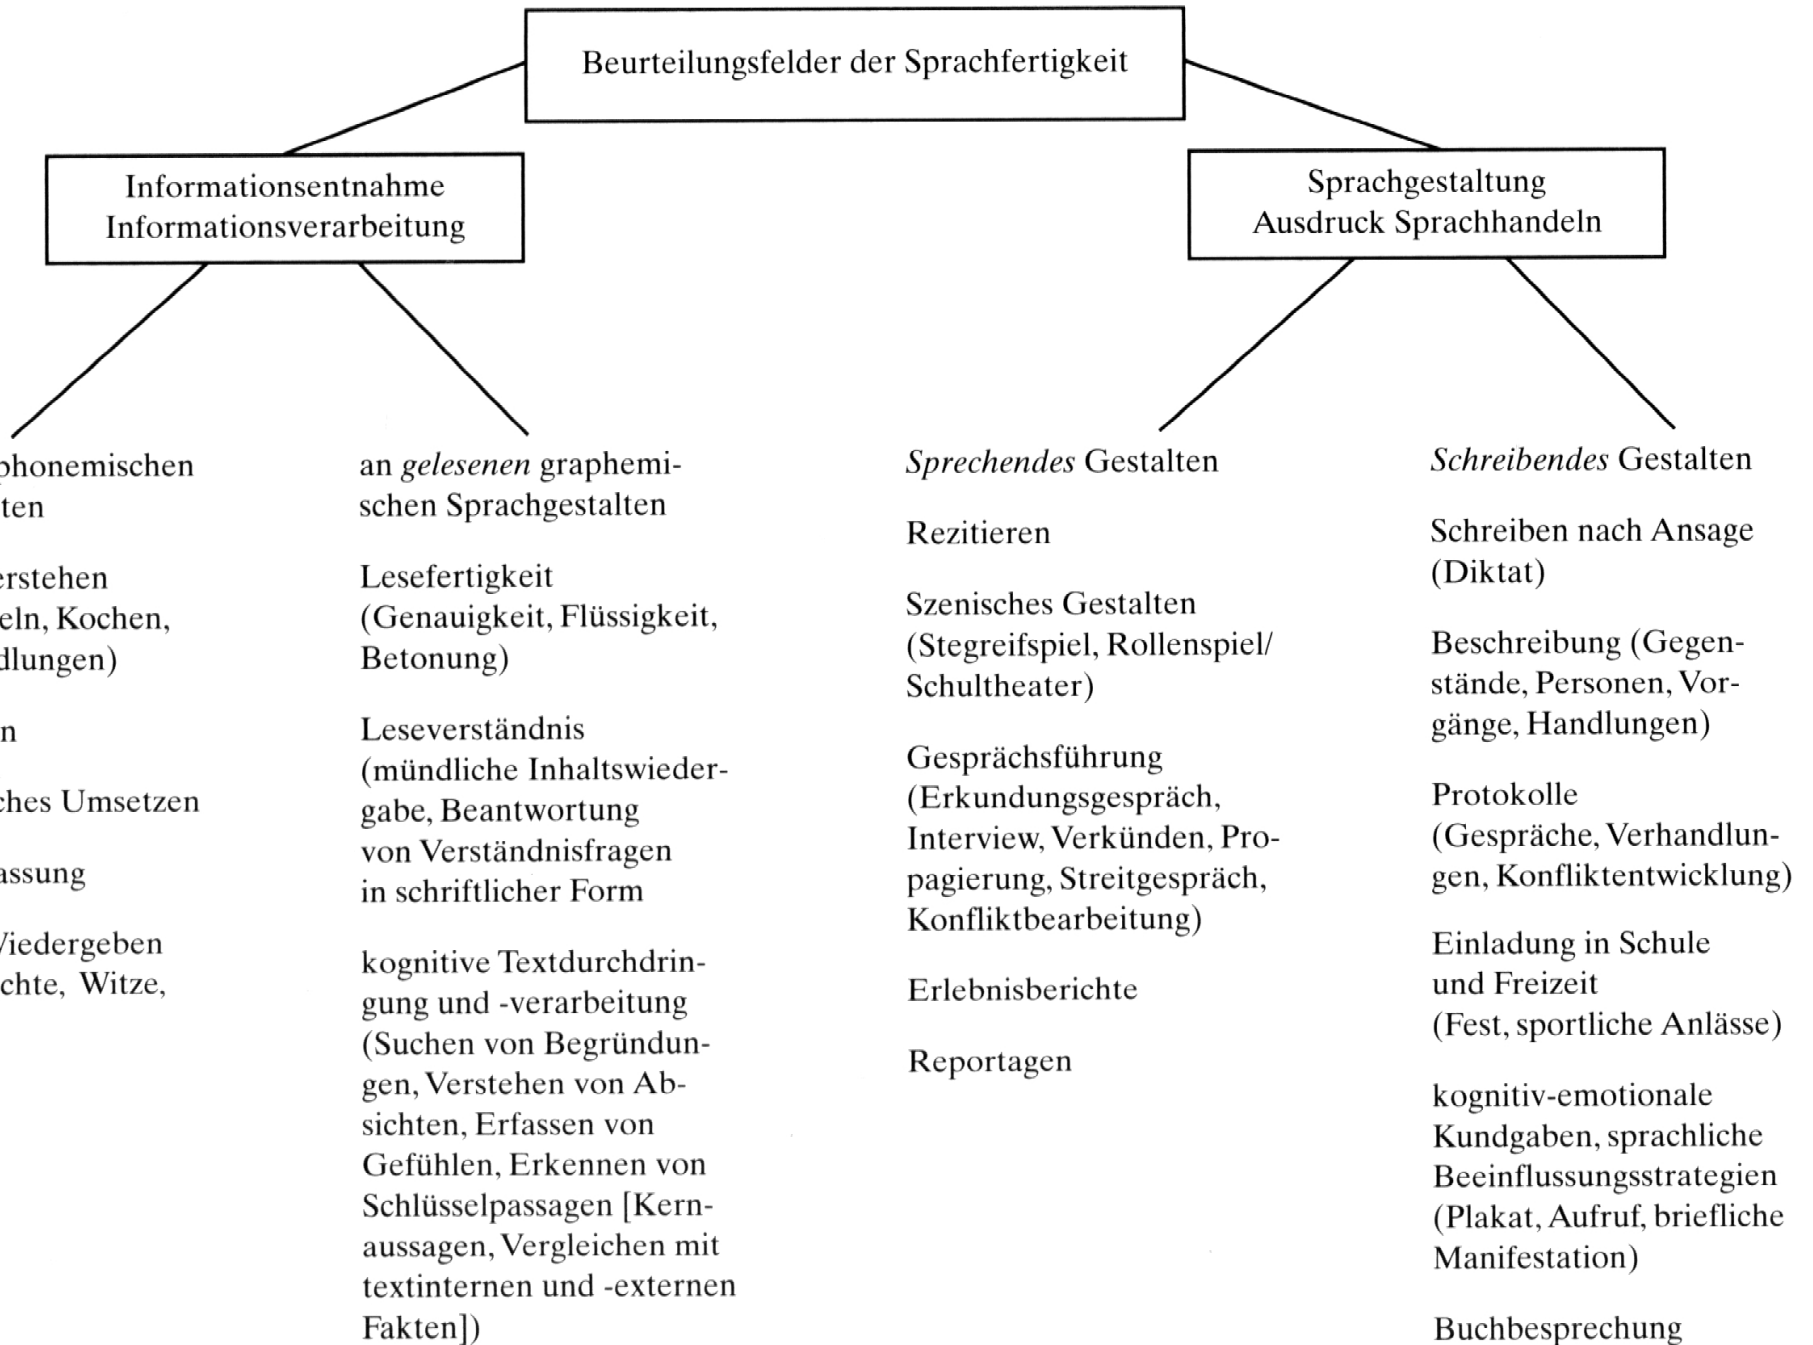 Beurteilungsfelder der Sprachfertigkeit
Informationsentnahme
Informationsverarbeitung
Sprachgestaltung
Ausdruck Sprachhandeln
phonemischen
ten
erstehen
eln, Kochen,
dlungen)
n
ches Umsetzen
assung
Wiedergeben
chte, Witze,
an gelesenen graphemi-
schen Sprachgestalten
Lesefertigkeit
(Genauigkeit, Flüssigkeit,
Betonung)
Leseverständnis
(mündliche Inhaltswieder-
gabe, Beantwortung
von Verständnisfragen
in schriftlicher Form
kognitive Textdurchdrin-
gung und -verarbeitung
(Suchen von Begründun-
gen, Verstehen von Ab-
sichten, Erfassen von
Gefühlen, Erkennen von
Schlüsselpassagen [Kern-
aussagen, Vergleichen mit
textinternen und -externen
Fakten])
Sprechendes Gestalten
Rezitieren
Szenisches Gestalten
(Stegreifspiel, Rollenspiel/
Schultheater)
Gesprächsführung
(Erkundungsgespräch,
Interview, Verkünden, Pro-
pagierung, Streitgespräch,
Konfliktbearbeitung)
Erlebnisberichte
Reportagen
Schreibendes Gestalten
Schreiben nach Ansage
(Diktat)
Beschreibung (Gegen-
stände, Personen, Vor-
gänge, Handlungen)
Protokolle
(Gespräche, Verhandlun-
gen, Konfliktentwicklung)
Einladung in Schule
und Freizeit
(Fest, sportliche Anlässe)
kognitiv-emotionale
Kundgaben, sprachliche
Beeinflussungsstrategien
(Plakat, Aufruf, briefliche
Manifestation)
Buchbesprechung